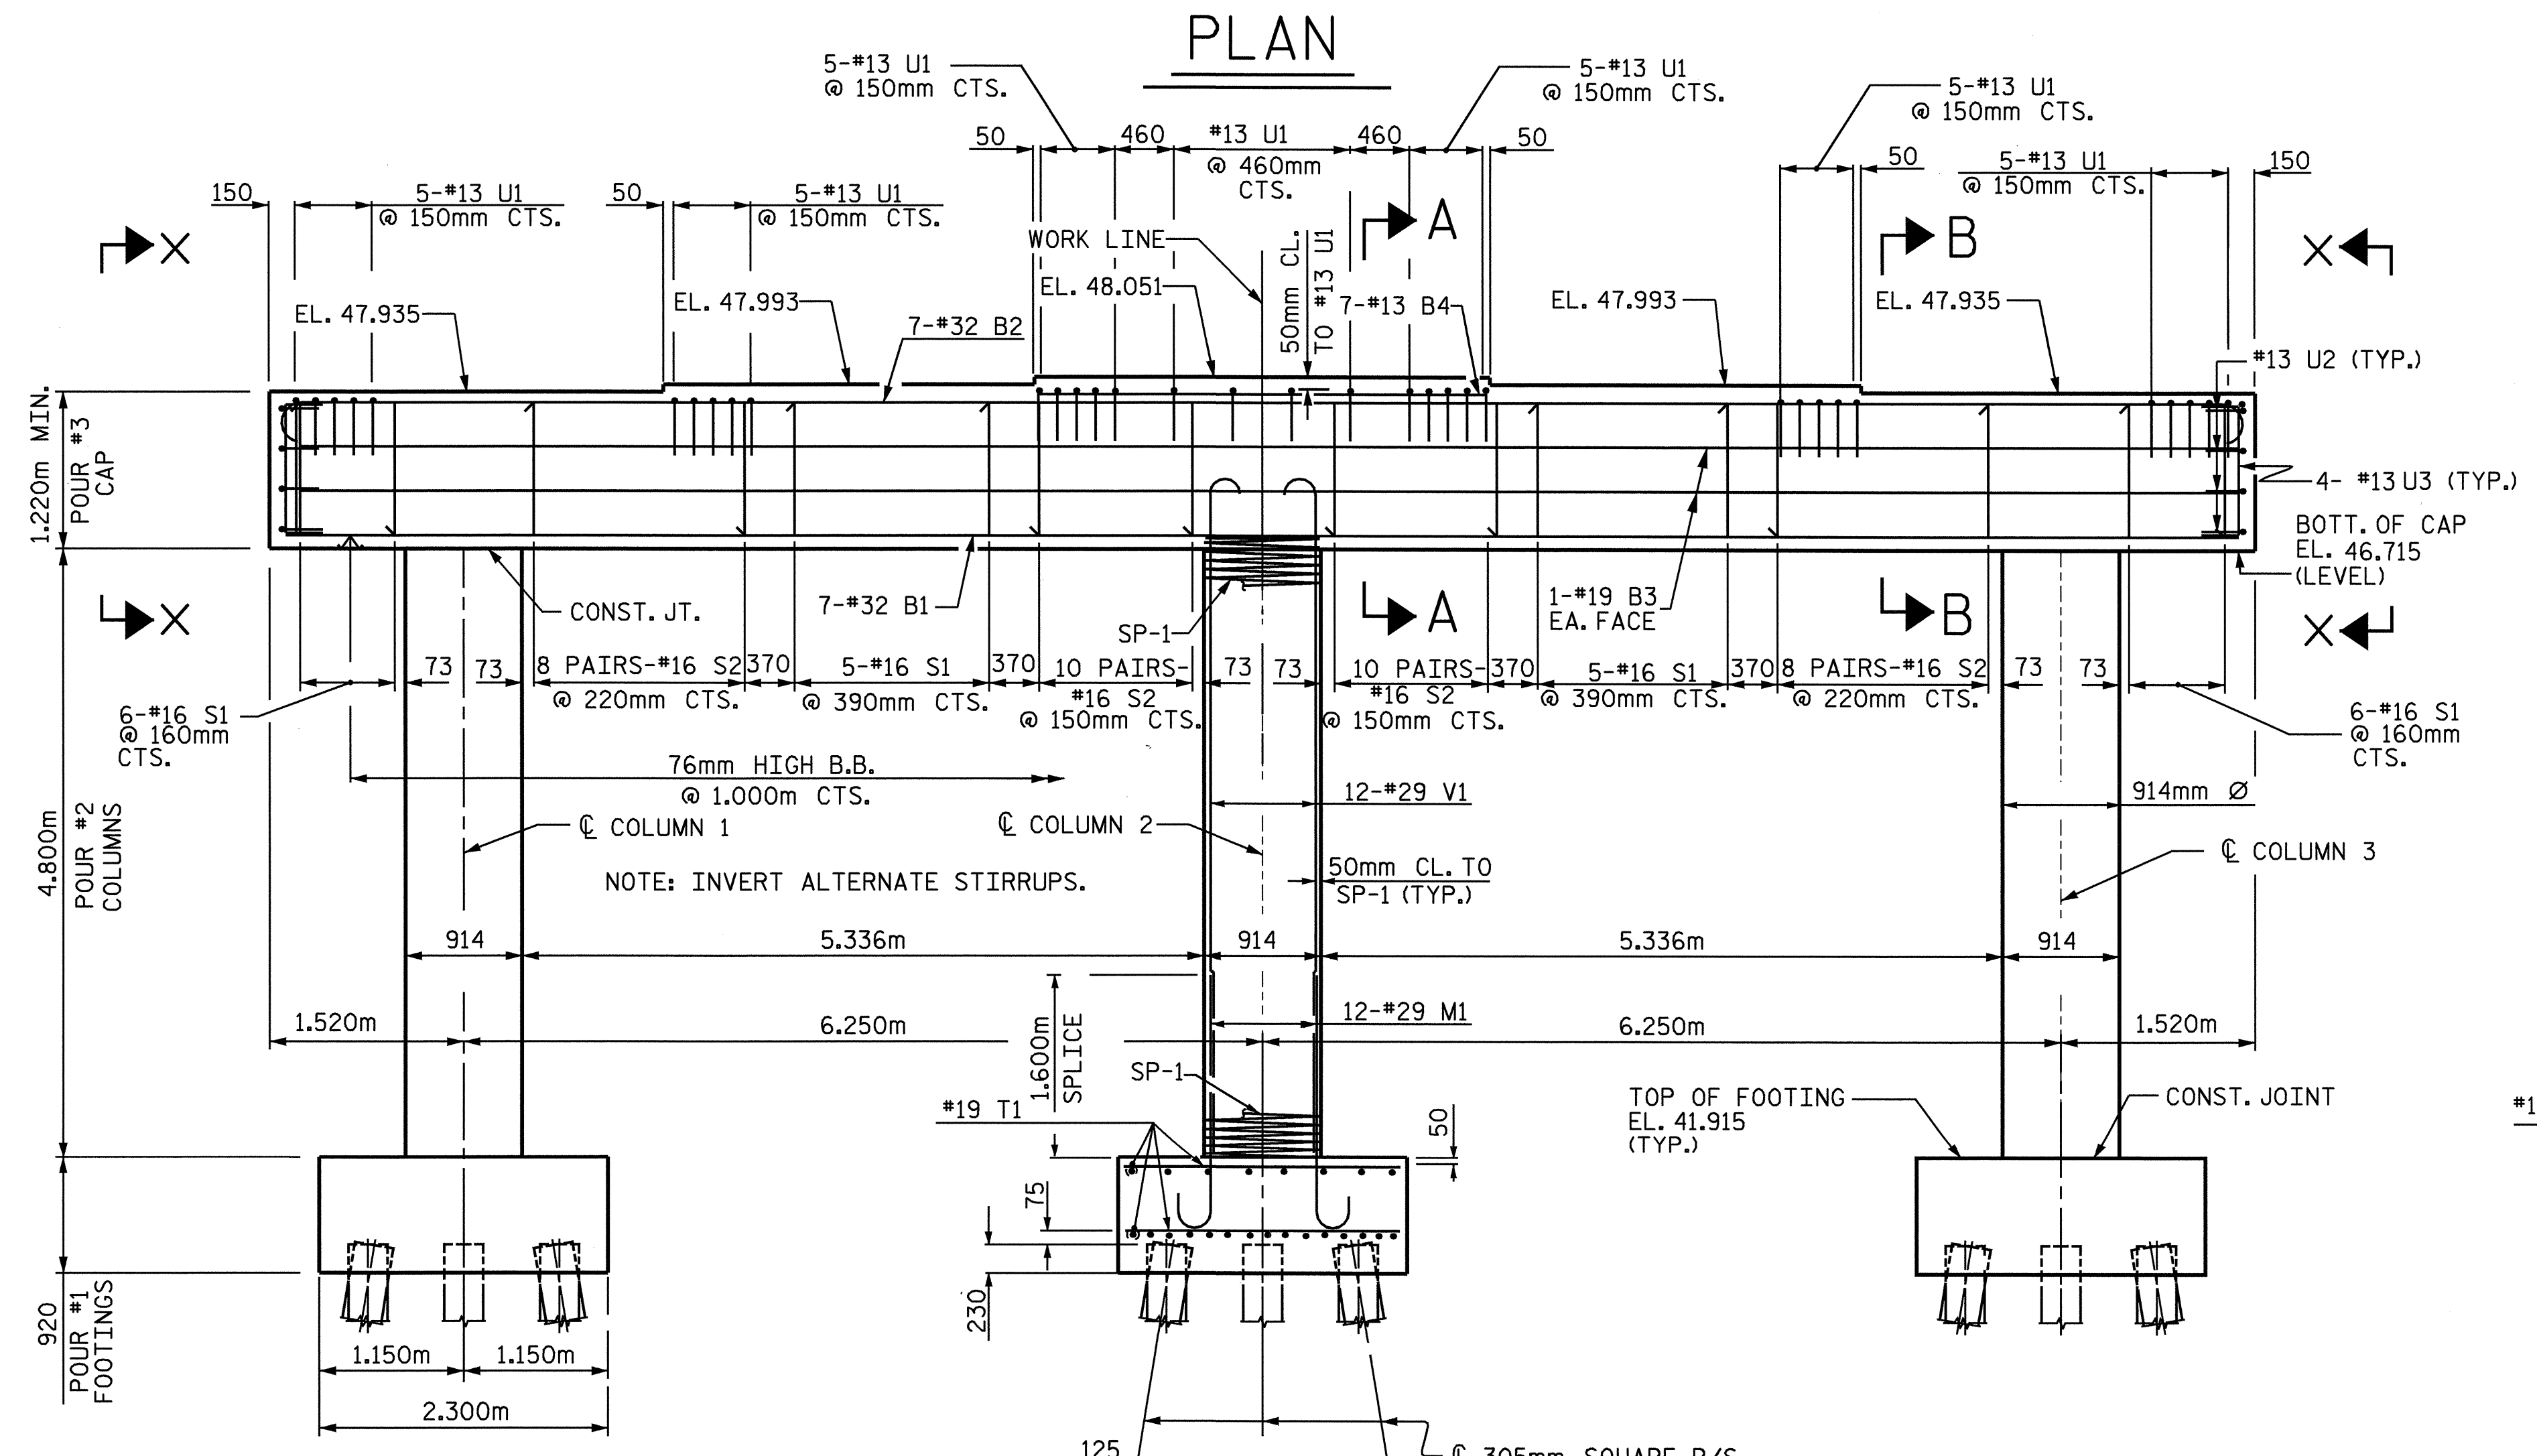 PLAN
5-#13 U1
@ 150mm CTS.
5-#13 U1
@ 150mm CTS.
5-#13 U1
@ 150mm CTS.
50
460
#13 U1
@ 460mm
CTS.
460
50
50
5-#13 U1
@ 150mm CTS.
150
150
5-#13 U1
@ 150mm CTS.
50
5-#13 U1
@ 150mm CTS.
X
WORK LINE
50mm CL.
TO #13 U1
A
B
X
EL. 47.935
EL. 47.993
EL. 48.051
7-#13 B4
EL. 47.993
EL. 47.935
7-#32 B2
#13 U2 (TYP.)
1.220m MIN.
POUR #3
CAP
4- #13 U3 (TYP.)
BOTT. OF CAP
EL. 46.715
(LEVEL)
X
CONST. JT.
7-#32 B1
SP-1
A
1-#19 B3
EA. FACE
B
X
73
73
8 PAIRS-#16 S2
@ 220mm CTS.
370
5-#16 S1
@ 390mm CTS.
370
10 PAIRS-
#16 S2
@ 150mm CTS.
73
73
10 PAIRS-
#16 S2
@ 150mm CTS.
370
5-#16 S1
@ 390mm CTS.
370
8 PAIRS-#16 S2
@ 220mm CTS.
73
73
6-#16 S1
@ 160mm
CTS.
6-#16 S1
@ 160mm
CTS.
76mm HIGH B.B.
@ 1.000m CTS.
12-#29 V1
914mm Ø
4.800m
POUR #2
COLUMNS
℄ COLUMN 1
℄ COLUMN 2
℄ COLUMN 3
NOTE: INVERT ALTERNATE STIRRUPS.
50mm CL. TO
SP-1 (TYP.)
914
5.336m
914
5.336m
914
1.520m
6.250m
1.600m
SPLICE
12-#29 M1
6.250m
1.520m
SP-1
#19 T1
50
TOP OF FOOTING
EL. 41.915
(TYP.)
CONST. JOINT
#1
75
230
920
POUR #1
FOOTINGS
1.150m
1.150m
2.300m
125
℄ 305mm SQUARE P/S